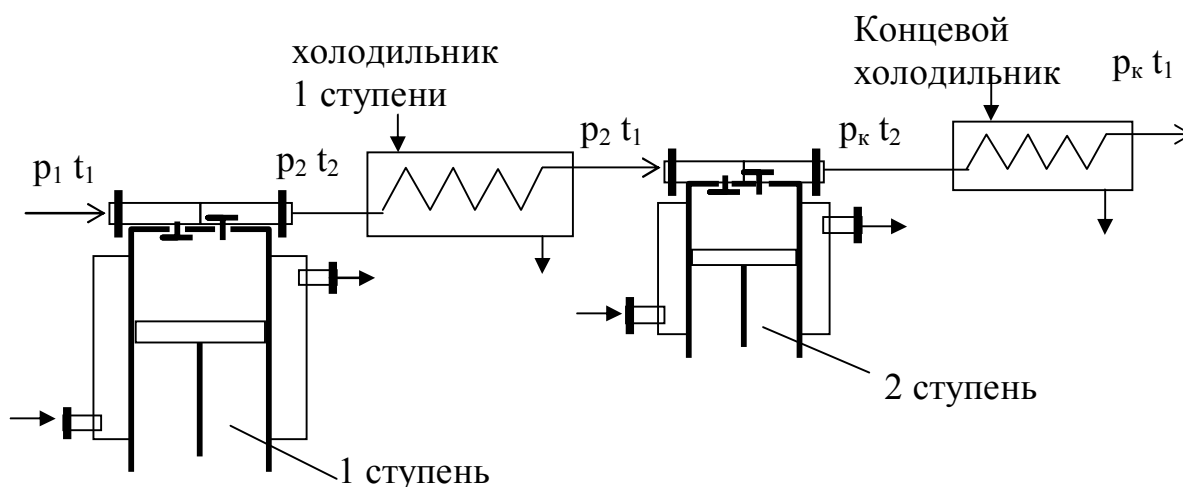 холодильник
1 ступени
Концевой
холодильник
p₁ t₁
p₂ t₂
p₂ t₁
pₖ t₂
pₖ t₁
2 ступень
1 ступень